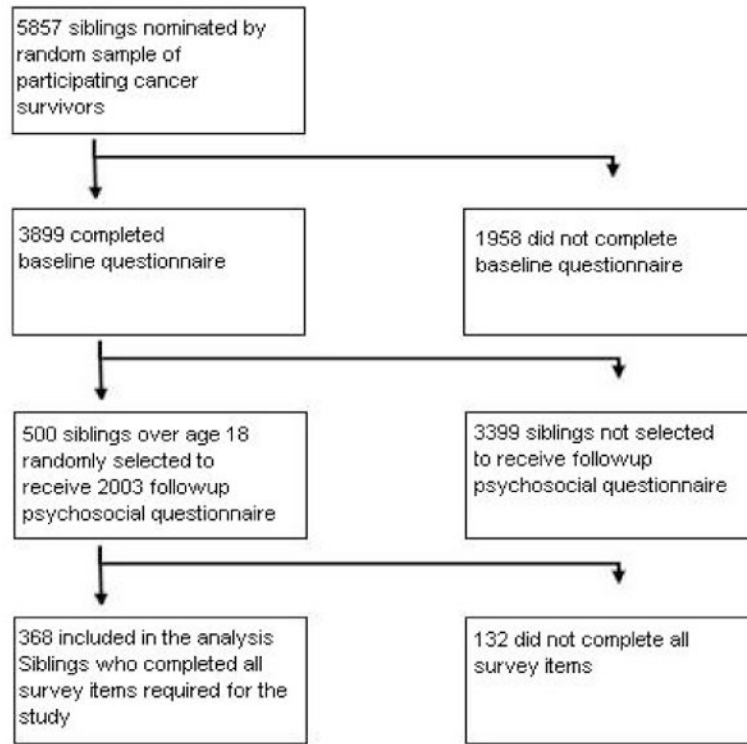 5857 siblings nominated by
random sample of
participating cancer
survivors
3899 completed
baseline questionnaire
1958 did not complete
baseline questionnaire
500 siblings over age 18
randomly selected to
receive 2003 followup
psychosocial questionnaire
3399 siblings not selected
to receive followup
psychosocial questionnaire
368 included in the analysis
Siblings who completed all
survey items required for the
study
132 did not complete all
survey items